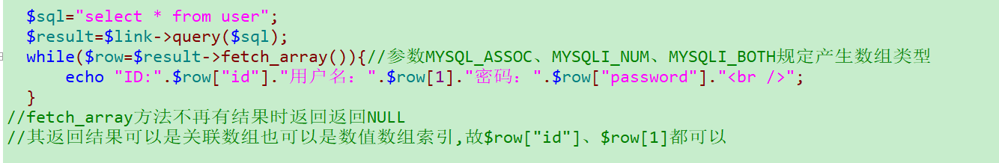 $sql="select * from user";
$result=$link->query($sql);
while($row=$result->fetch_array()){//参数MYSQL_ASSOC、MYSQLI_NUM、MYSQLI_BOTH规定产生数组类型
echo "ID:".$row["id"]."用户名：".$row[1]."密码：".$row["password"]."<br />";
}
//fetch_array方法不再有结果时返回返回NULL
//其返回结果可以是关联数组也可以是数值数组索引,故$row["id"]、$row[1]都可以